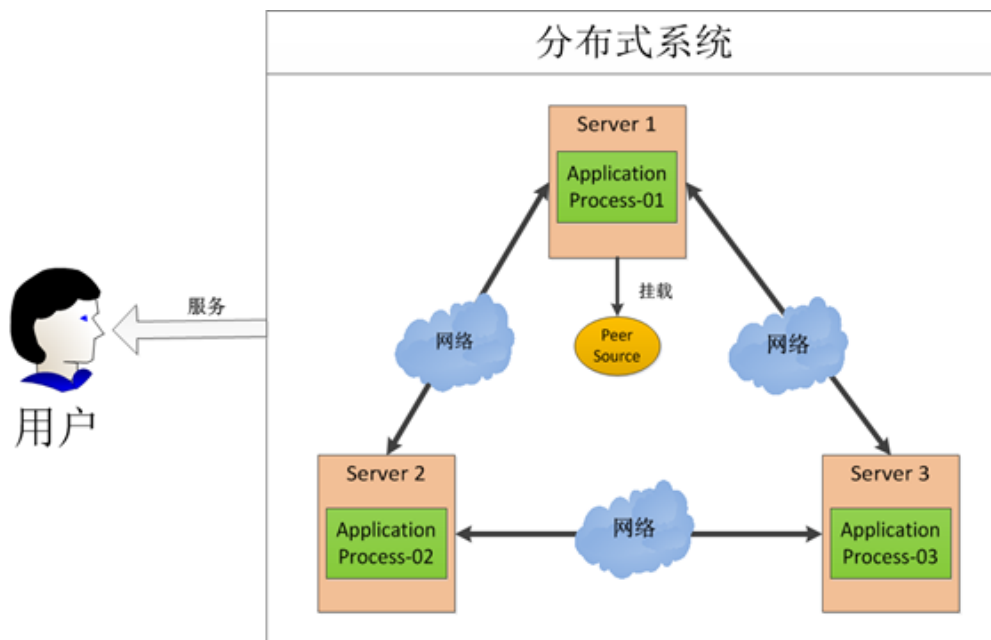 分布式系统
Server 1
Application
Process-01
挂载
Peer
Source
网络
网络
服务
用户
Server 2
Application
Process-02
网络
Server 3
Application
Process-03